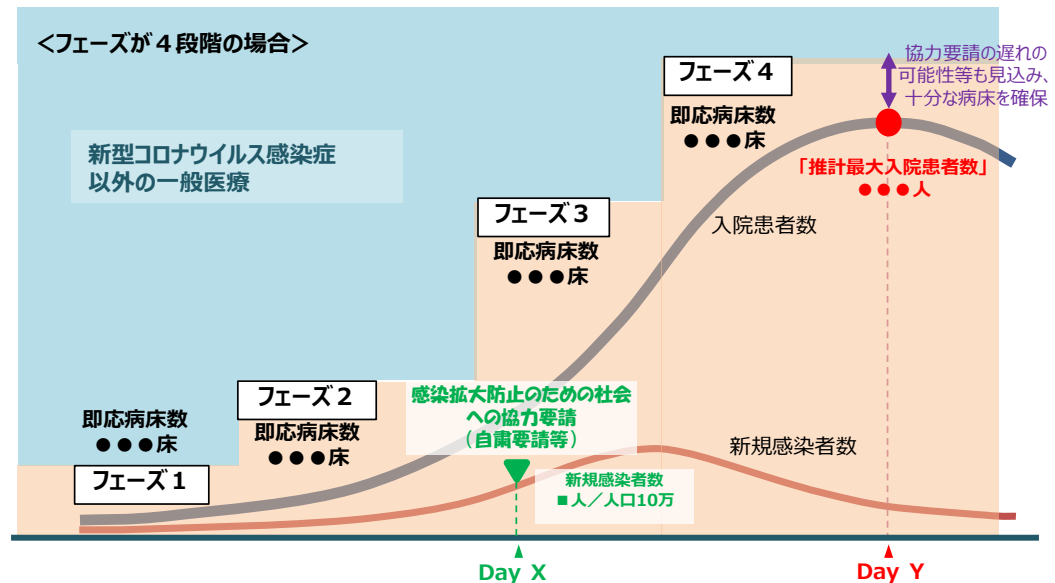 <フェーズが４段階の場合>
協力要請の遅れの
可能性等も見込み、
十分な病床を確保
フェーズ４
即応病床数
●●●床
新型コロナウイルス感染症
以外の一般医療
「推計最大入院患者数」
●●●人
フェーズ３
即応病床数
●●●床
入院患者数
フェーズ２
即応病床数
●●●床
感染拡大防止のための社会
への協力要請
（自粛要請等）
即応病床数
●●●床
フェーズ１
新規感染者数
新規感染者数
■人／人口10万
Day X
Day Y